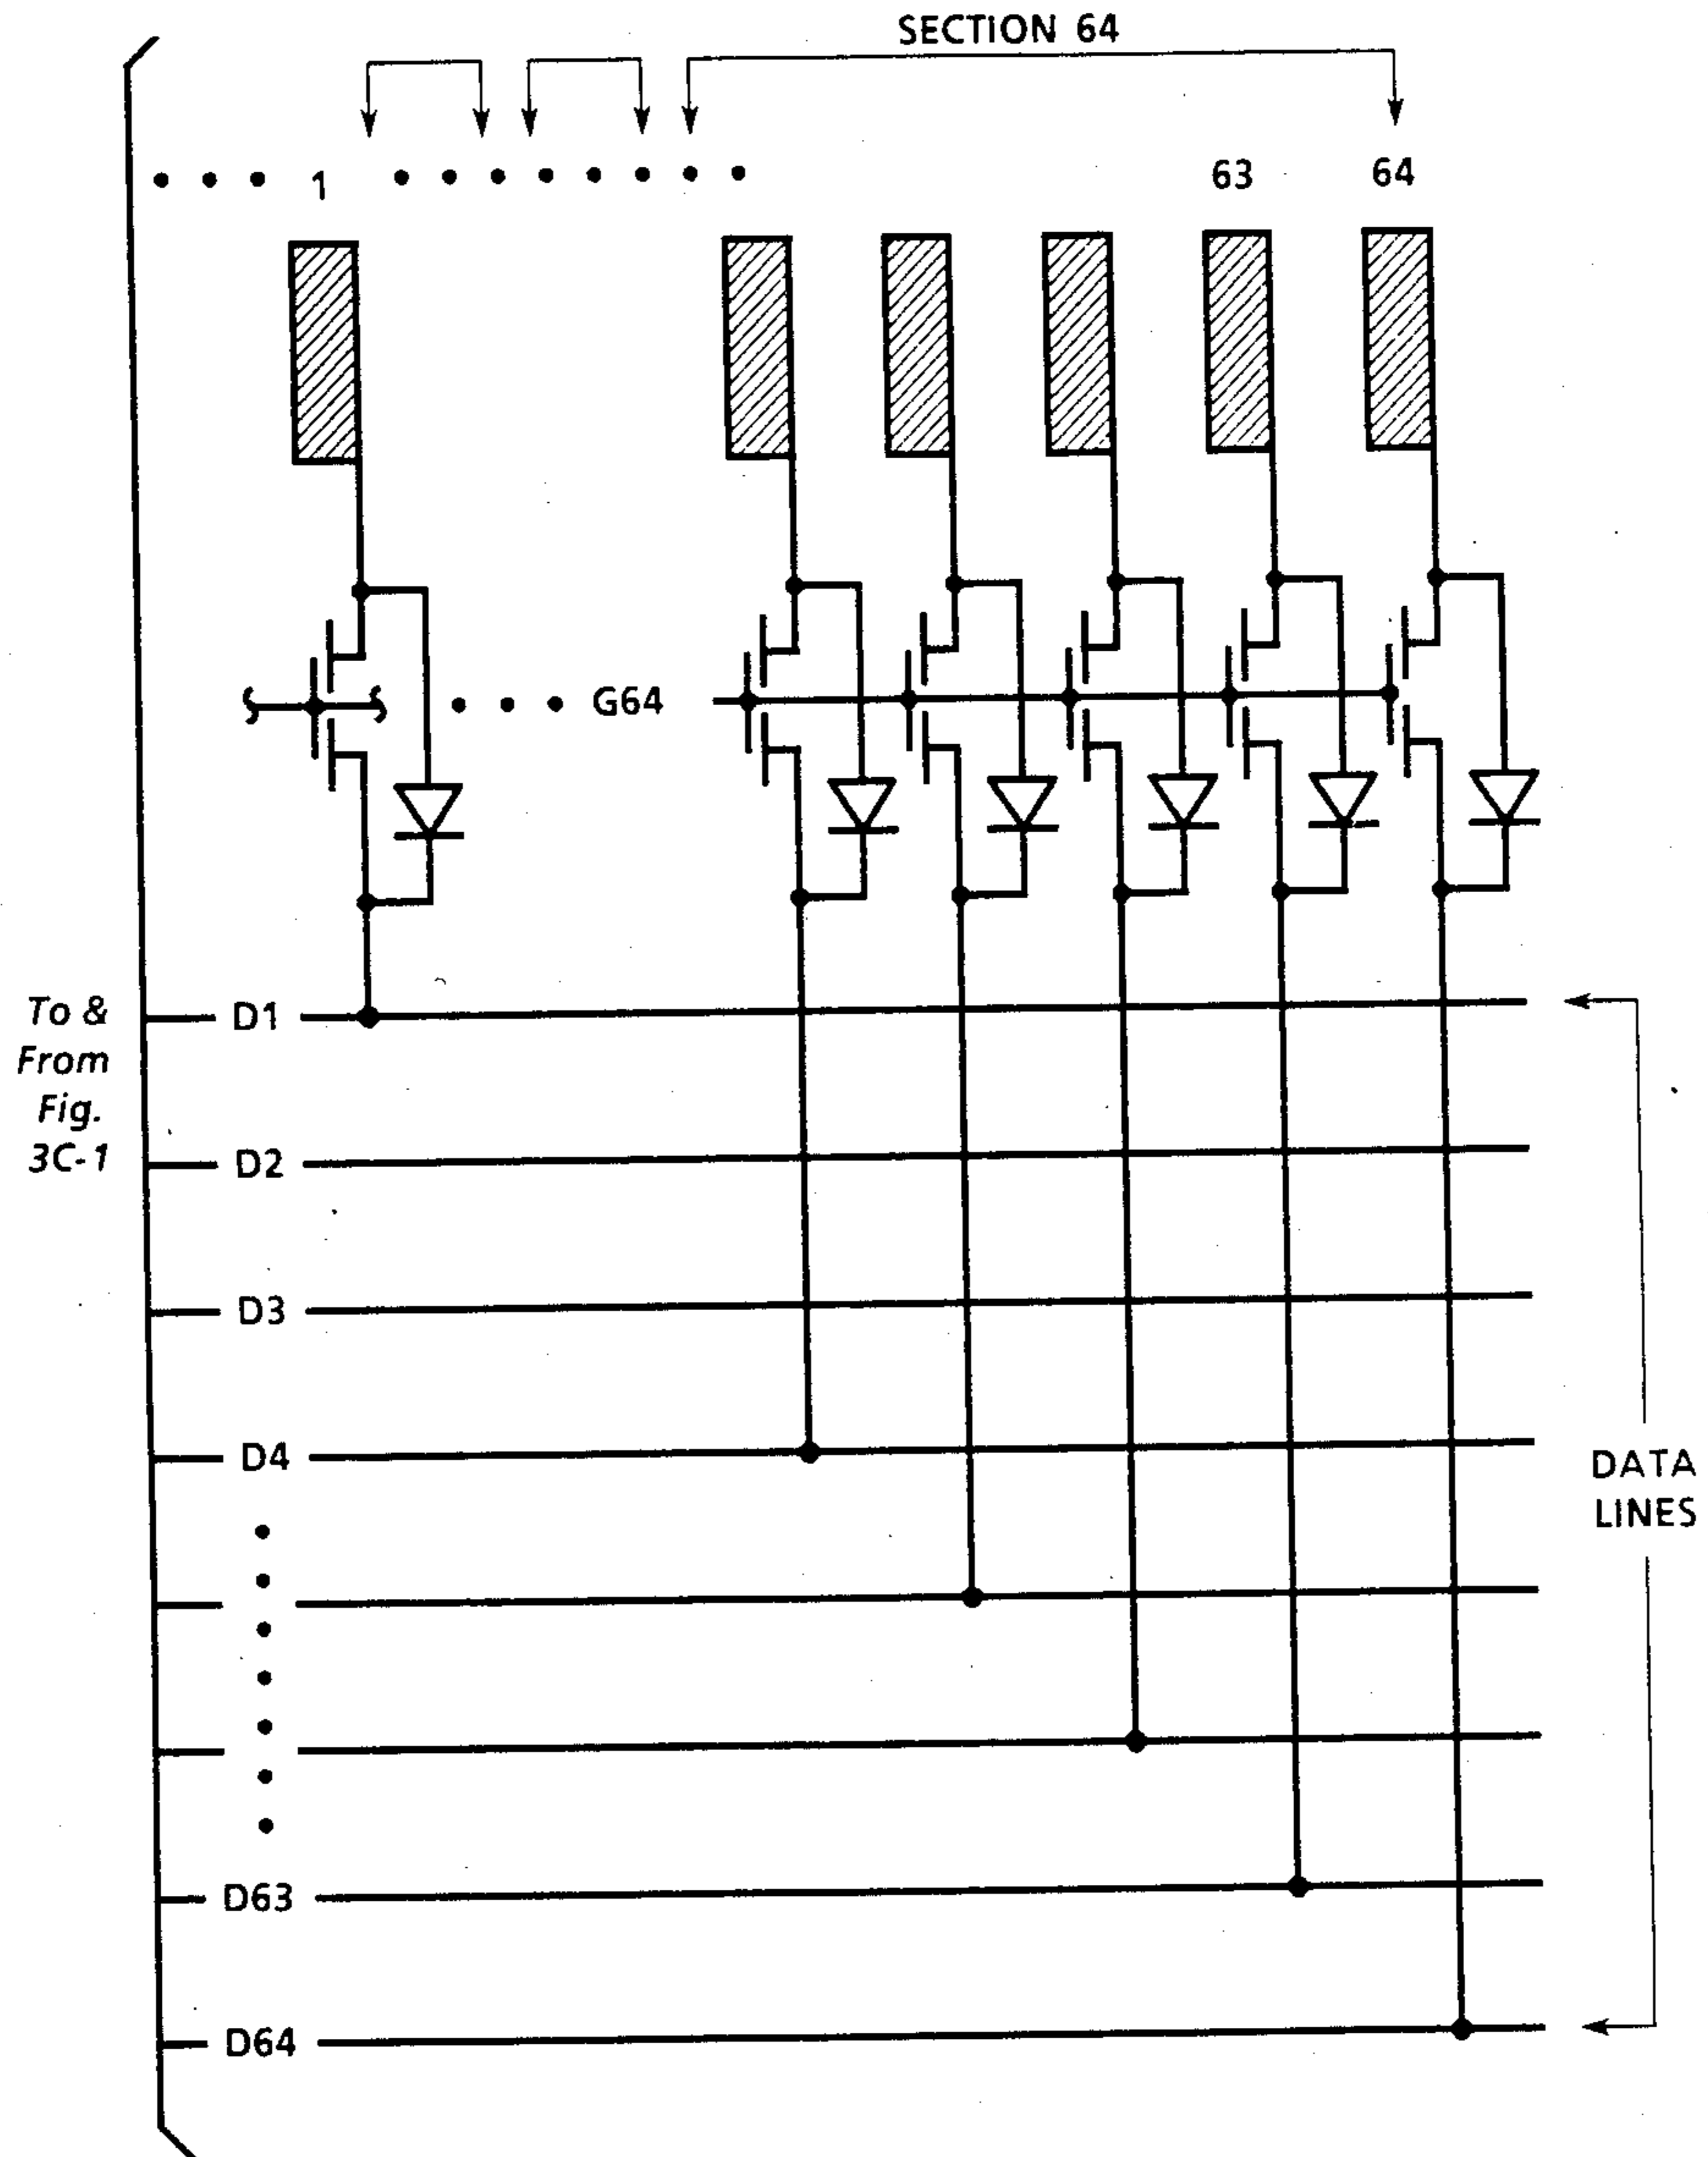 SECTION 64
1
63
64
G64
To &
From
Fig.
3C-1
D1
D2
D3
D4
DATA
LINES
D63
D64